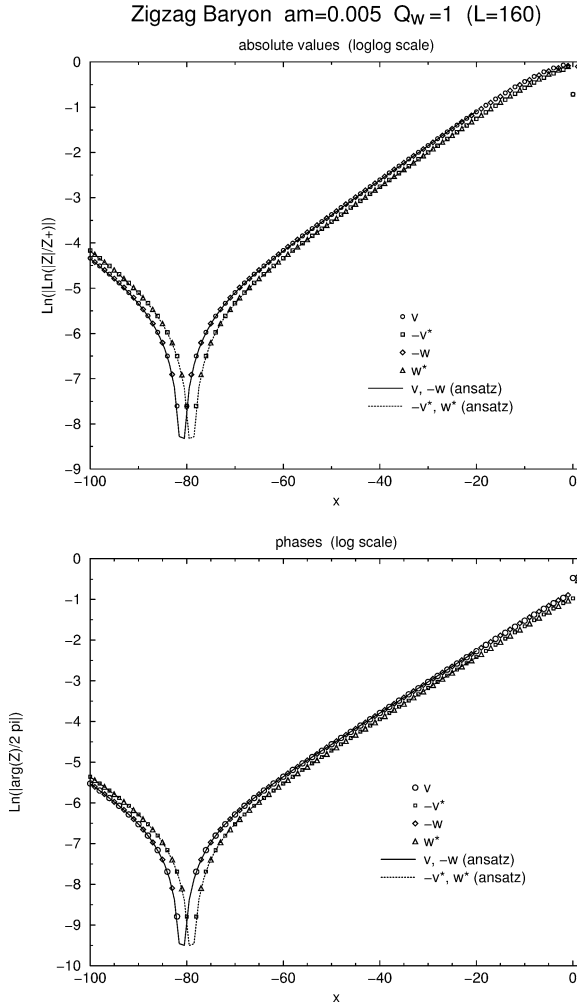 Zigzag Baryon am=0.005 Qw=1 (L=160)
absolute values (loglog scale)
0
−1
−2
−3
−4
−5
−6
−7
−8
−9
Ln(|Ln(|Z|/Z+)|)
v
−v*
−w
w*
v, −w (ansatz)
−v*, w* (ansatz)
−100 −80 −60 −40 −20 0
x
phases (log scale)
0
−1
−2
−3
−4
−5
−6
−7
−8
−9
−10
Ln(|arg(Z)/2 pi|)
v
−v*
−w
w*
v, −w (ansatz)
−v*, w* (ansatz)
−100 −80 −60 −40 −20 0
x